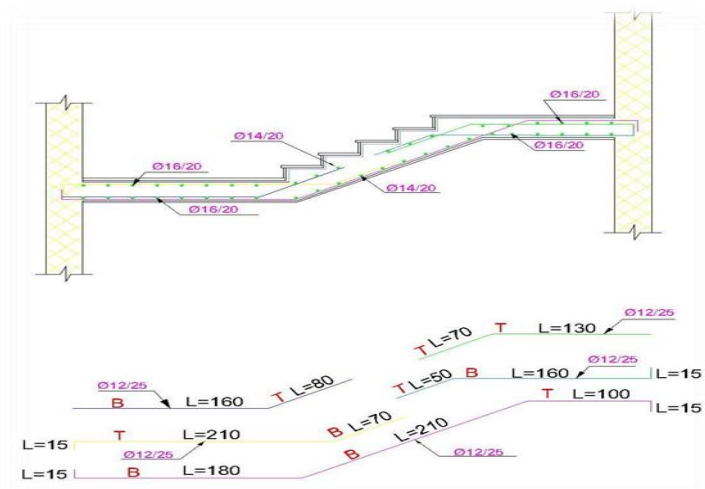 Ø16/20
Ø14/20
Ø16/20
Ø16/20
Ø14/20
Ø16/20
Ø12/25
T L=70 T L=130
Ø12/25
T L=50 B L=160 L=15
Ø12/25
B L=160 T L=80
T L=100
L=15
L=15 T L=210 B L=70
Ø12/25
B L=210
Ø12/25
L=15 B L=180